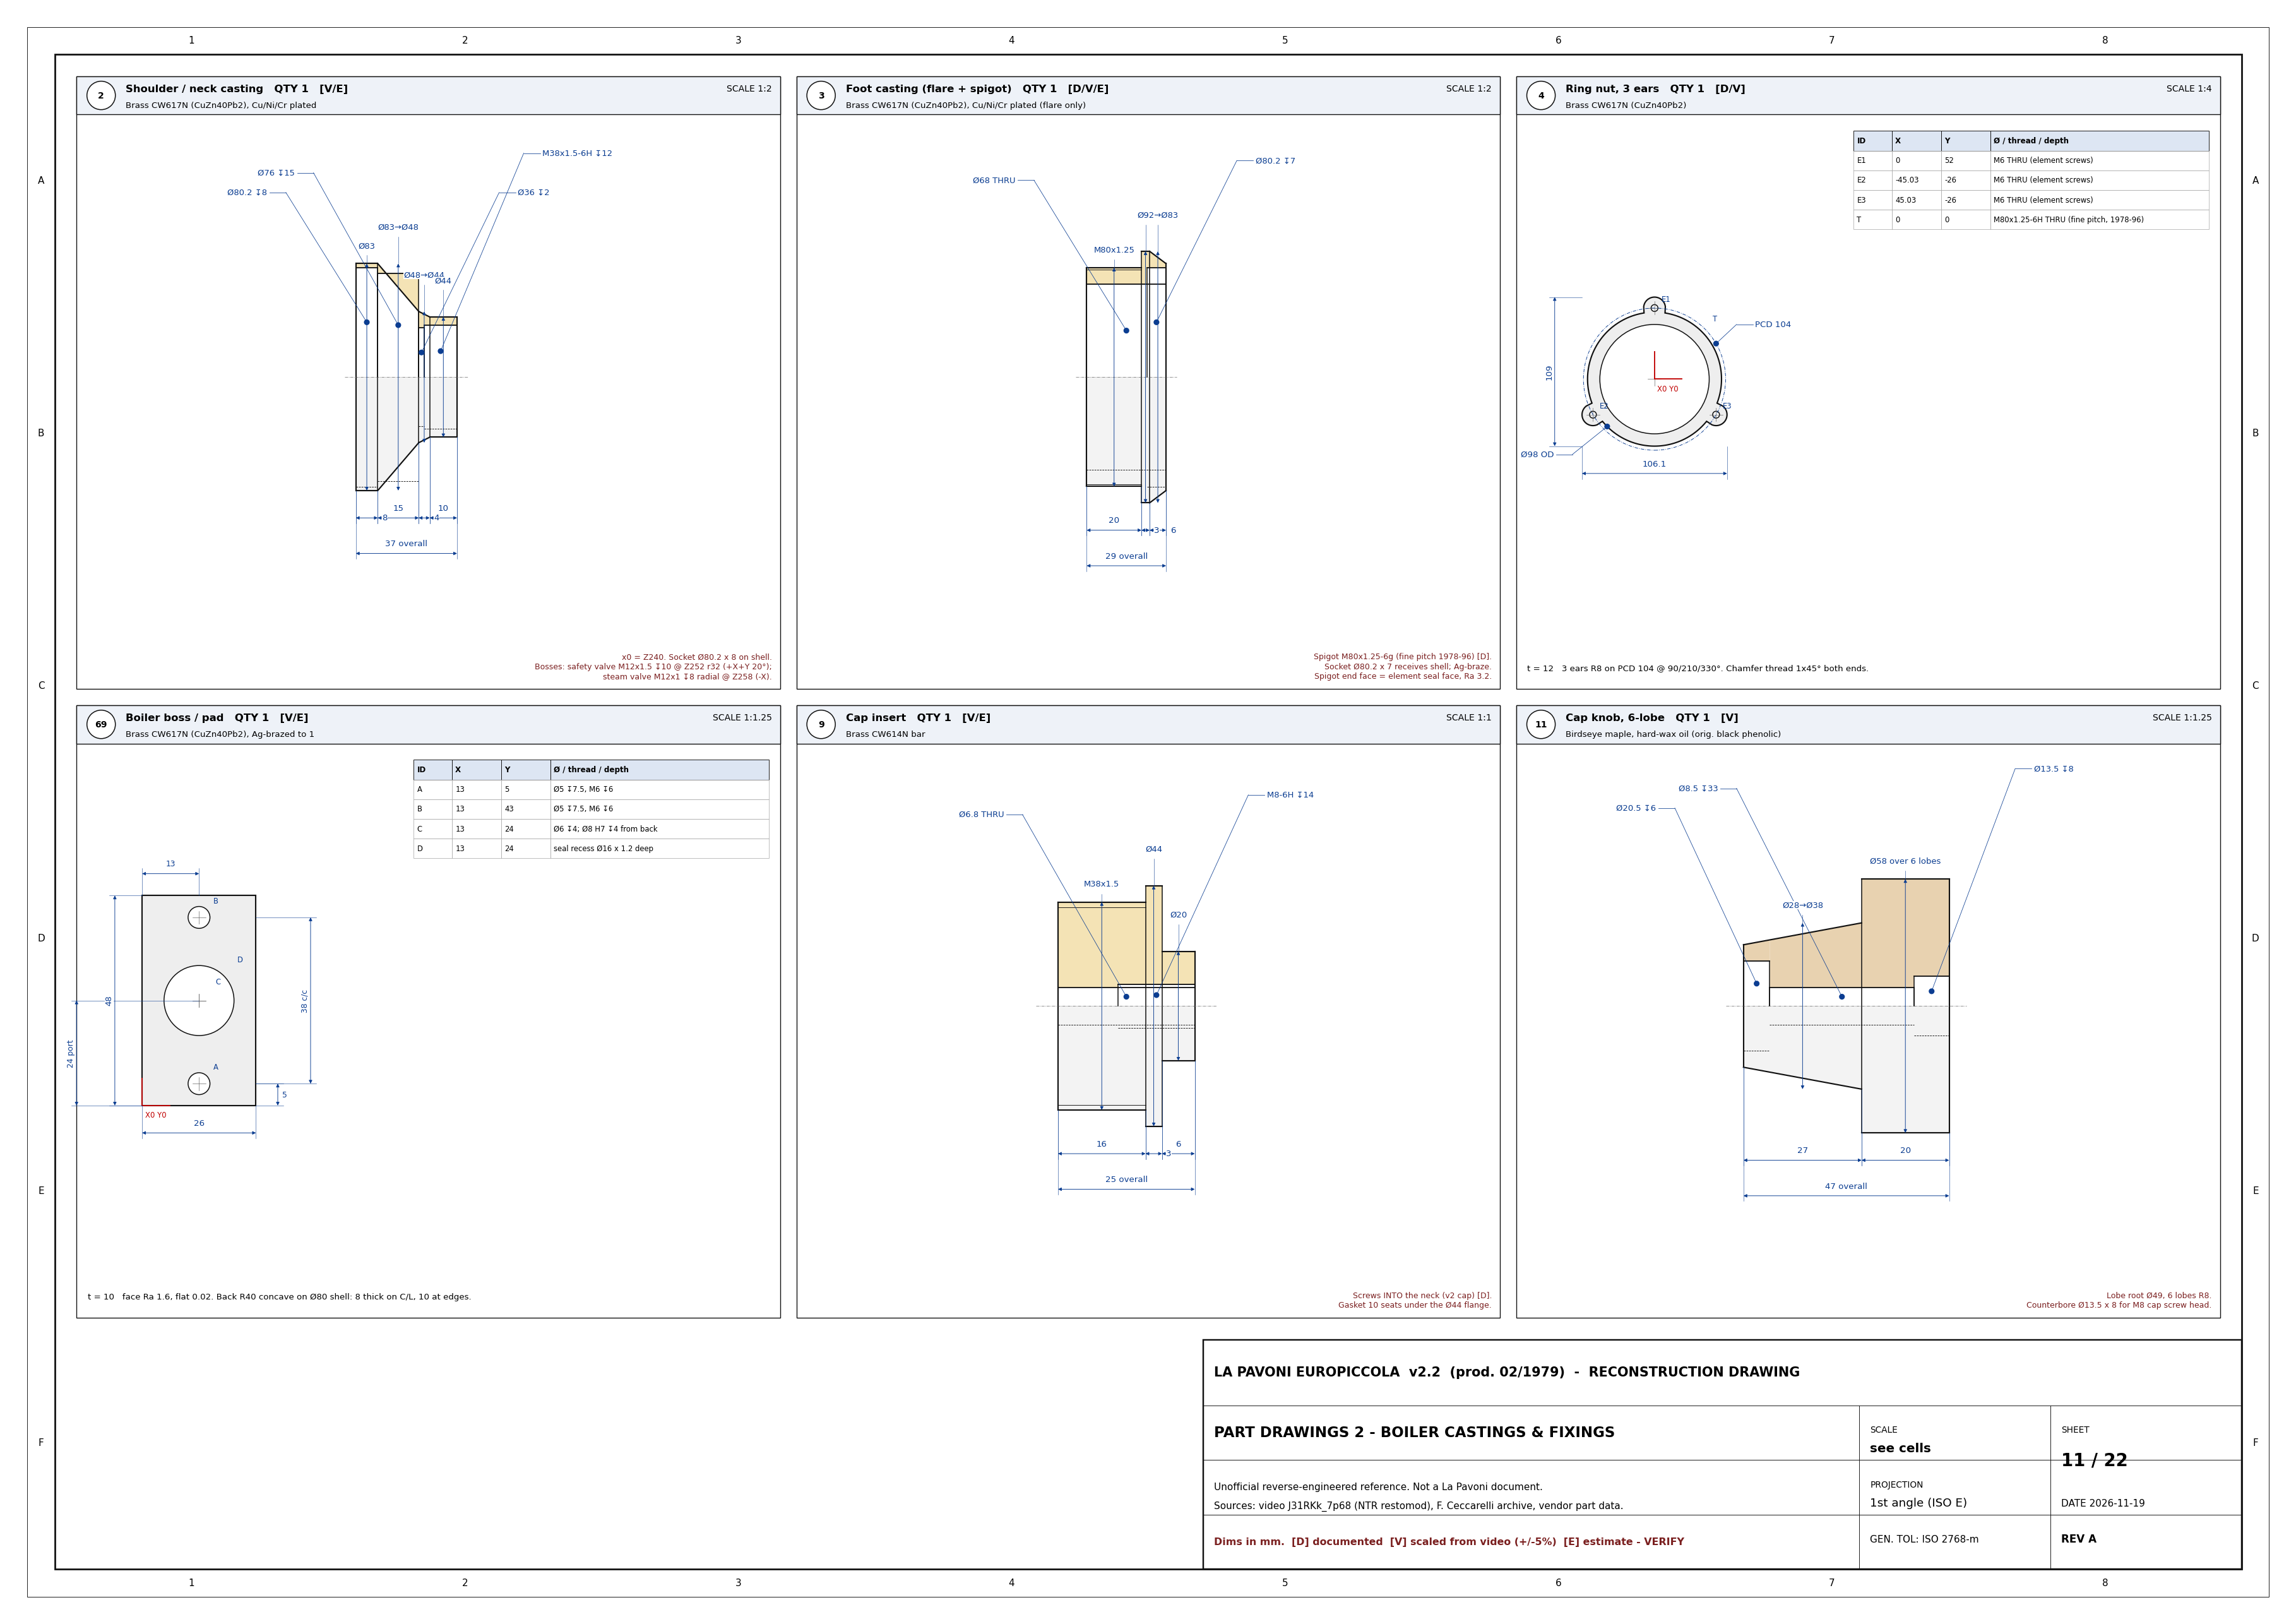 1 2 3 4 5 6 7 8
A A
B B
C C
D D
E E
F F
2 Shoulder / neck casting QTY 1 [V/E] SCALE 1:2
Brass CW617N (CuZn40Pb2), Cu/Ni/Cr plated
M38x1.5-6H ↧12
Ø76 ↧15
Ø80.2 ↧8
Ø36 ↧2
Ø83→Ø48
Ø83
Ø48→Ø44
Ø44
15 10
8 4
37 overall
x0 = Z240. Socket Ø80.2 x 8 on shell.
Bosses: safety valve M12x1.5 ↧10 @ Z252 r32 (+X+Y 20°);
steam valve M12x1 ↧8 radial @ Z258 (-X).
3 Foot casting (flare + spigot) QTY 1 [D/V/E] SCALE 1:2
Brass CW617N (CuZn40Pb2), Cu/Ni/Cr plated (flare only)
Ø80.2 ↧7
Ø68 THRU
Ø92→Ø83
M80x1.25
20
3 6
29 overall
Spigot M80x1.25-6g (fine pitch 1978-96) [D].
Socket Ø80.2 x 7 receives shell; Ag-braze.
Spigot end face = element seal face, Ra 3.2.
4 Ring nut, 3 ears QTY 1 [D/V] SCALE 1:4
Brass CW617N (CuZn40Pb2)
ID X Y Ø / thread / depth
E1 0 52 M6 THRU (element screws)
E2 -45.03 -26 M6 THRU (element screws)
E3 45.03 -26 M6 THRU (element screws)
T 0 0 M80x1.25-6H THRU (fine pitch, 1978-96)
E1
T
PCD 104
109
X0 Y0
E2 E3
Ø98 OD
106.1
t = 12 3 ears R8 on PCD 104 @ 90/210/330°. Chamfer thread 1x45° both ends.
69 Boiler boss / pad QTY 1 [V/E] SCALE 1:1.25
Brass CW617N (CuZn40Pb2), Ag-brazed to 1
ID X Y Ø / thread / depth
A 13 5 Ø5 ↧7.5, M6 ↧6
B 13 43 Ø5 ↧7.5, M6 ↧6
C 13 24 Ø6 ↧4; Ø8 H7 ↧4 from back
D 13 24 seal recess Ø16 x 1.2 deep
13
B
D
C
48
38 c/c
24 port
A
5
X0 Y0
26
t = 10 face Ra 1.6, flat 0.02. Back R40 concave on Ø80 shell: 8 thick on C/L, 10 at edges.
9 Cap insert QTY 1 [V/E] SCALE 1:1
Brass CW614N bar
M8-6H ↧14
Ø6.8 THRU
Ø44
M38x1.5
Ø20
16 6
3
25 overall
Screws INTO the neck (v2 cap) [D].
Gasket 10 seats under the Ø44 flange.
11 Cap knob, 6-lobe QTY 1 [V] SCALE 1:1.25
Birdseye maple, hard-wax oil (orig. black phenolic)
Ø13.5 ↧8
Ø8.5 ↧33
Ø20.5 ↧6
Ø58 over 6 lobes
Ø28→Ø38
27 20
47 overall
Lobe root Ø49, 6 lobes R8.
Counterbore Ø13.5 x 8 for M8 cap screw head.
LA PAVONI EUROPICCOLA v2.2 (prod. 02/1979) - RECONSTRUCTION DRAWING
PART DRAWINGS 2 - BOILER CASTINGS & FIXINGS
SCALE
see cells
SHEET
11 / 22
Unofficial reverse-engineered reference. Not a La Pavoni document.
Sources: video J31RKk_7p68 (NTR restomod), F. Ceccarelli archive, vendor part data.
PROJECTION
1st angle (ISO E)
DATE 2026-11-19
Dims in mm. [D] documented [V] scaled from video (+/-5%) [E] estimate - VERIFY
GEN. TOL: ISO 2768-m
REV A
1 2 3 4 5 6 7 8